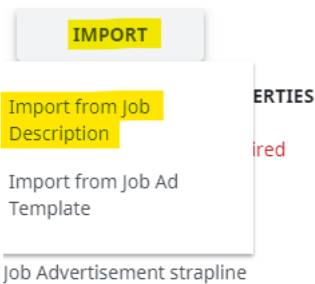 IMPORT
ERTIES
Import from Job
Description
ired
Import from Job Ad
Template
Job Advertisement strapline